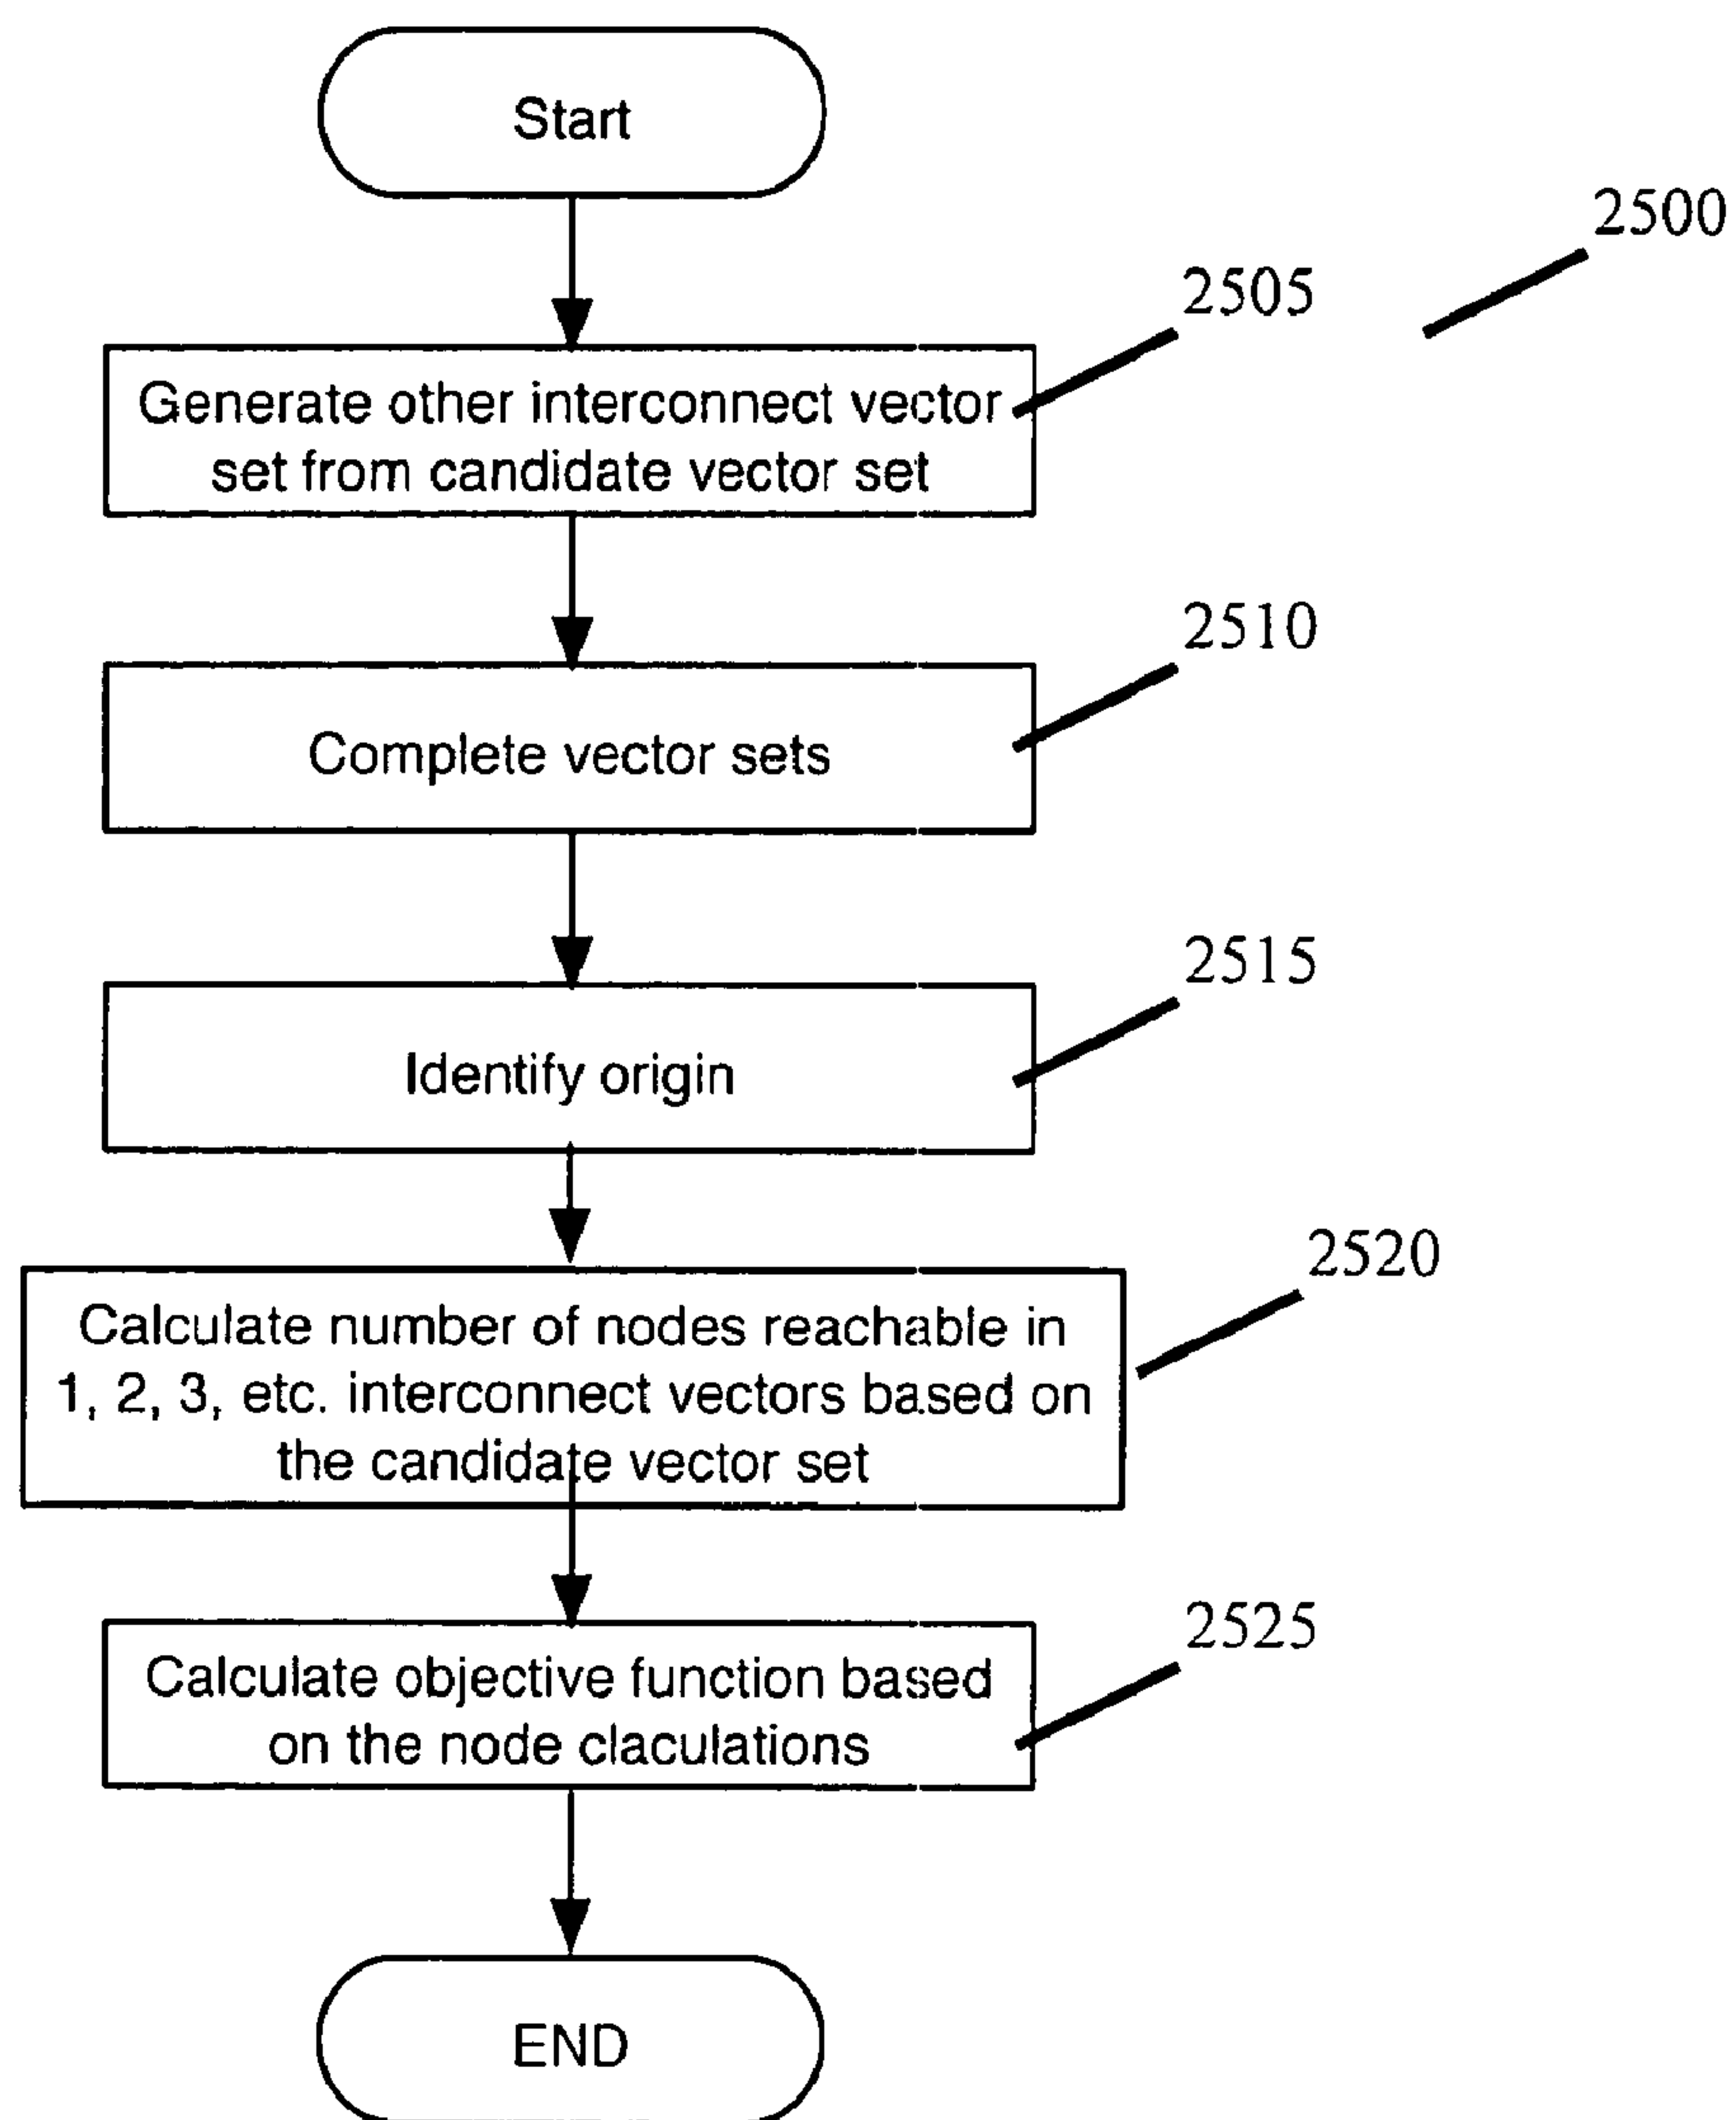 Start
2500
2505
Generate other interconnect vector
set from candidate vector set
2510
Complete vector sets
2515
Identify origin
2520
Calculate number of nodes reachable in
1, 2, 3, etc. interconnect vectors based on
the candidate vector set
2525
Calculate objective function based
on the node claculations
END